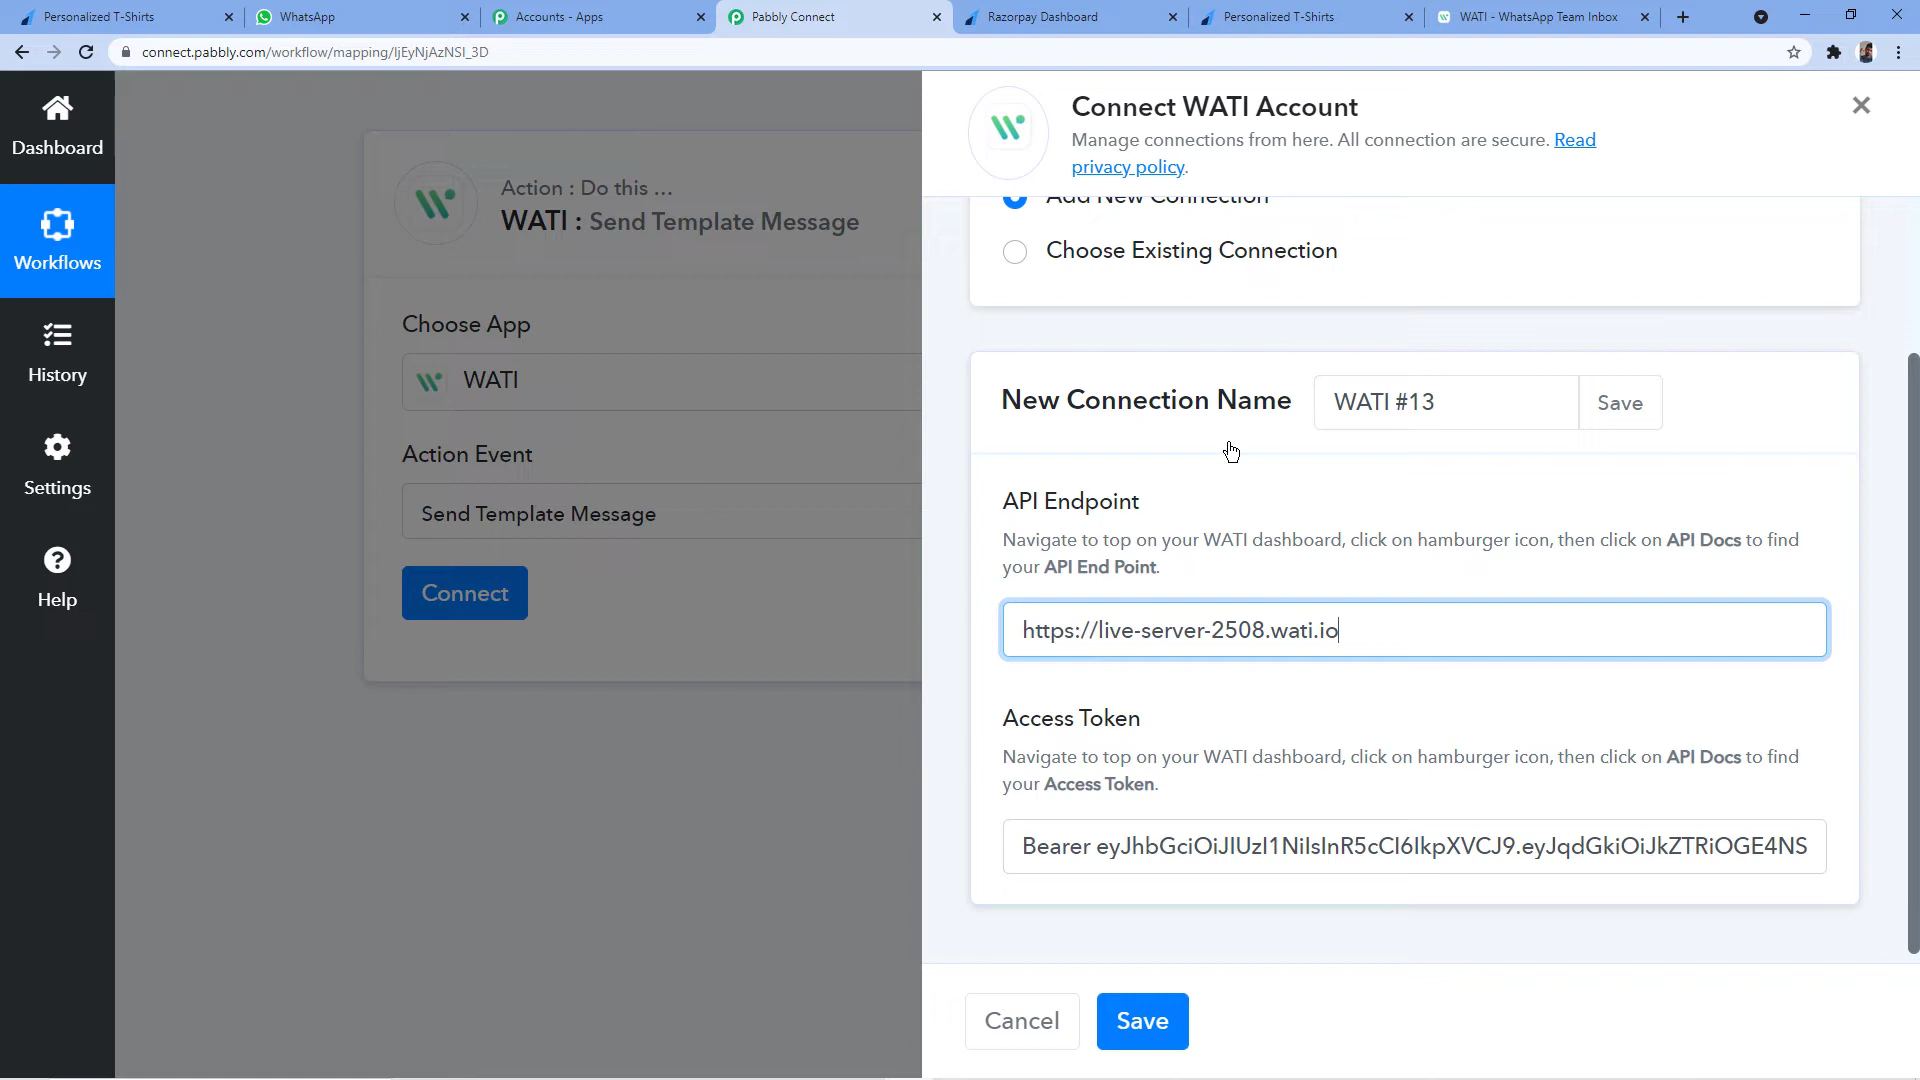 Personalized T-Shirts
WhatsApp
Accounts - Apps
Pabbly Connect
Razorpay Dashboard
Personalized T-Shirts
WATI - WhatsApp Team Inbox
connect.pabbly.com/workflow/mapping/IjEyNjAzNSI_3D
Dashboard
Workflows
History
Settings
Help
Action : Do this ...
WATI : Send Template Message
Choose App
WATI
Action Event
Send Template Message
Connect
Connect WATI Account
Manage connections from here. All connection are secure. Read
privacy policy.
Add New Connection
Choose Existing Connection
New Connection Name
WATI #13
Save
API Endpoint
Navigate to top on your WATI dashboard, click on hamburger icon, then click on API Docs to find
your API End Point.
https://live-server-2508.wati.io
Access Token
Navigate to top on your WATI dashboard, click on hamburger icon, then click on API Docs to find
your Access Token.
Bearer eyJhbGciOiJIUzI1NiIsInR5cCI6IkpXVCJ9.eyJqdGkiOiJkZTRiOGE4NS
Cancel
Save